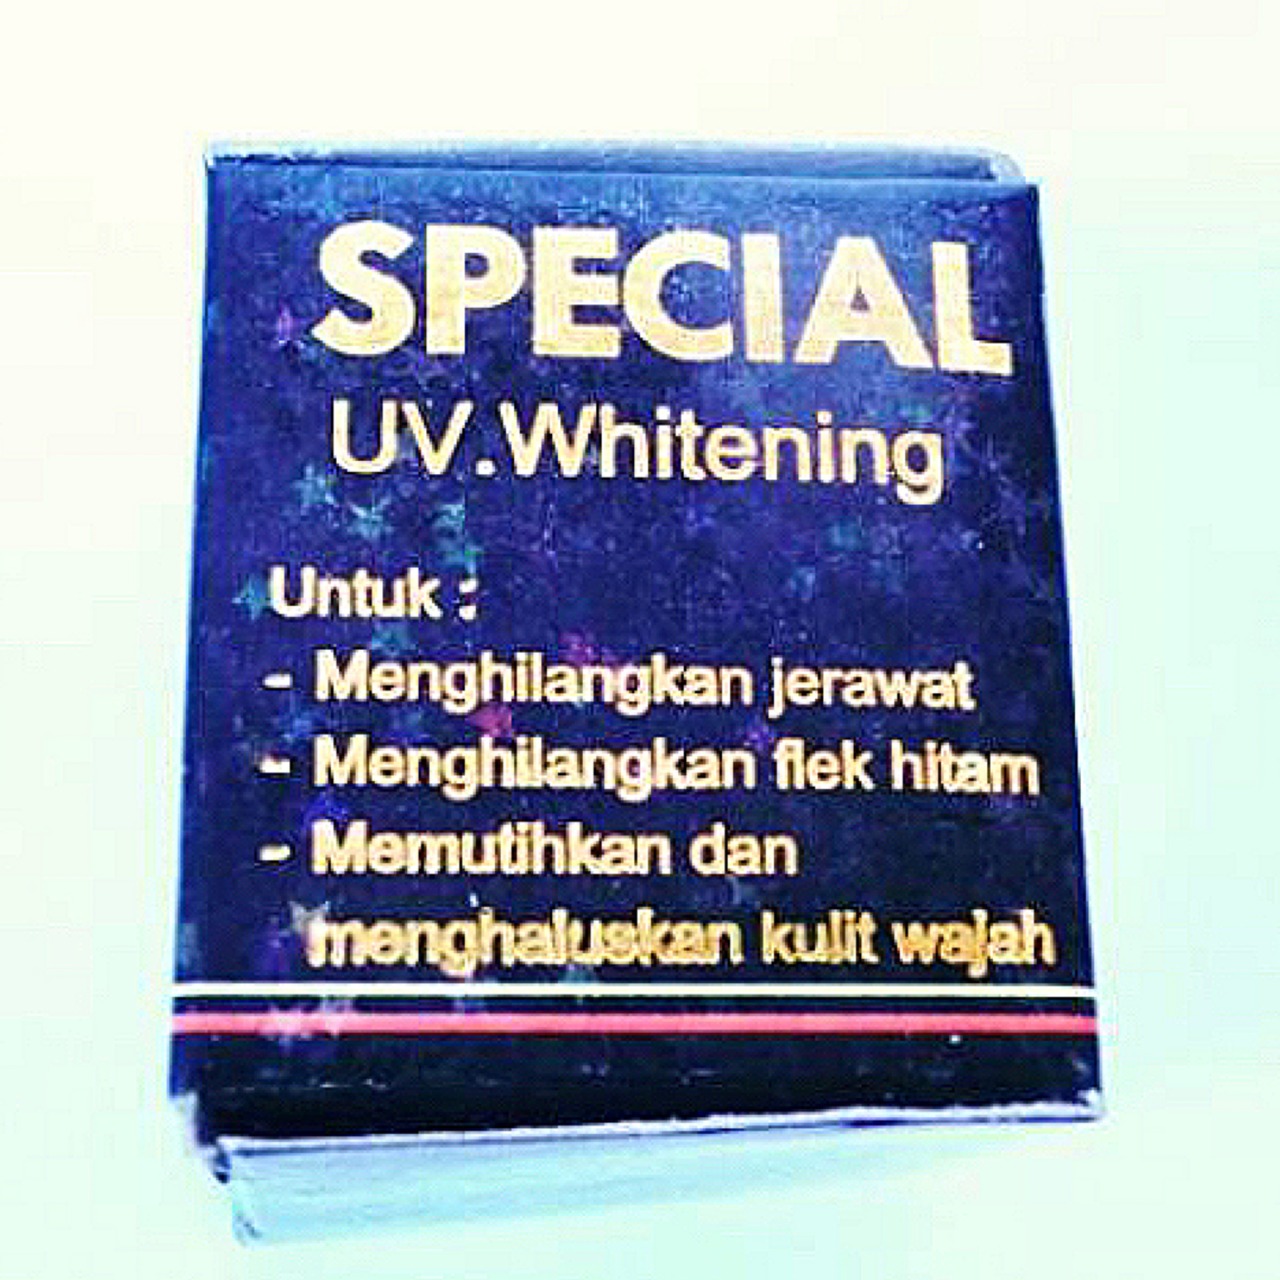 SPECIAL
UV.Whitening
Untuk :
- Menghilangkan jerawat
- Menghilangkan flek hitam
- Memutihkan dan
menghaluskan kulit wajah